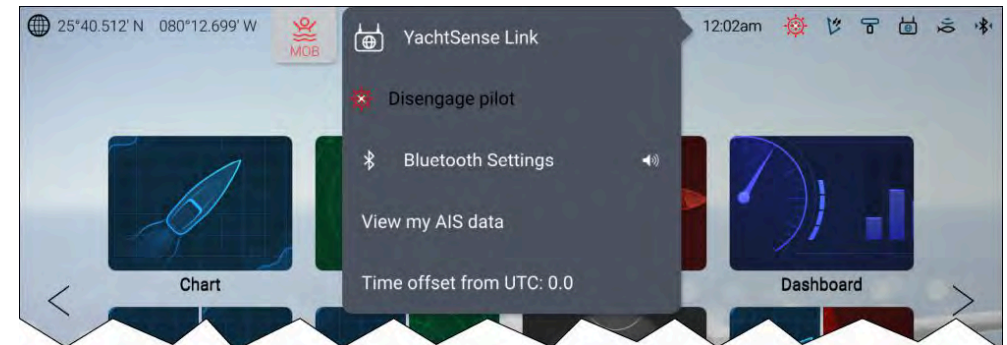 25°40.512' N 080°12.699' W
MOB
12:02am
YachtSense Link
Disengage pilot
Bluetooth Settings
View my AIS data
Time offset from UTC: 0.0
Chart
Dashboard